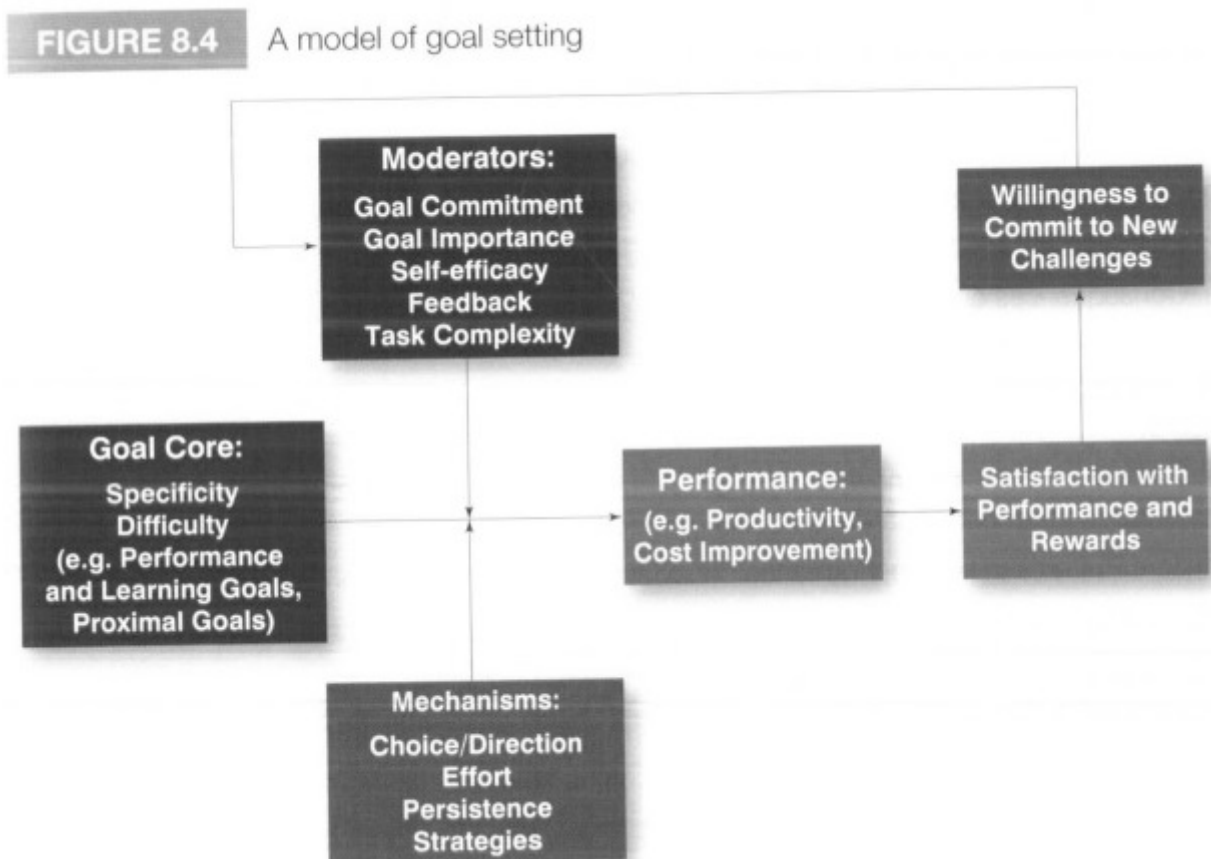 FIGURE 8.4 A model of goal setting
Moderators:
Goal Commitment
Goal Importance
Self-efficacy
Feedback
Task Complexity
Willingness to
Commit to New
Challenges
Goal Core:
Specificity
Difficulty
(e.g. Performance
and Learning Goals,
Proximal Goals)
Performance:
(e.g. Productivity,
Cost Improvement)
Satisfaction with
Performance and
Rewards
Mechanisms:
Choice/Direction
Effort
Persistence
Strategies